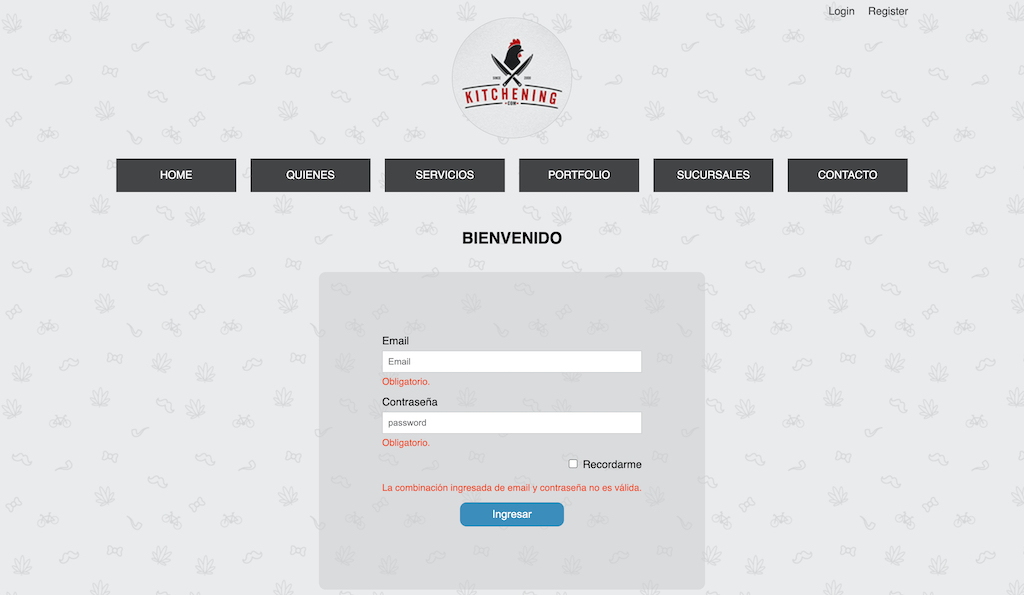 Login Register
SINCE 2009
KITCHENING
.COM
HOME QUIENES SERVICIOS PORTFOLIO SUCURSALES CONTACTO
BIENVENIDO
Email
Email
Obligatorio.
Contraseña
password
Obligatorio.
Recordarme
La combinación ingresada de email y contraseña no es válida.
Ingresar